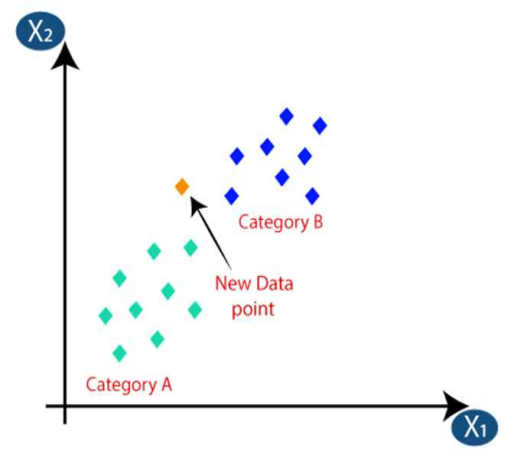 X₂
Category B
New Data
point
Category A
X₁